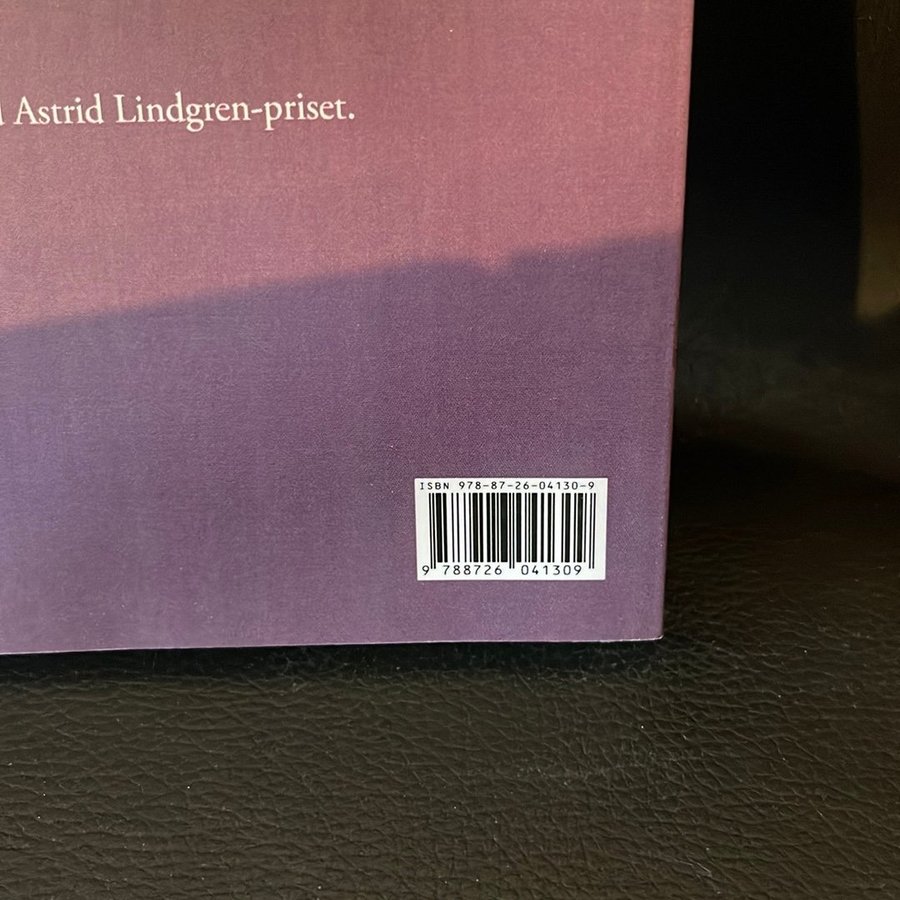 Astrid Lindgren-priset.
ISBN 978-87-26-04130-9
9 788726 041309